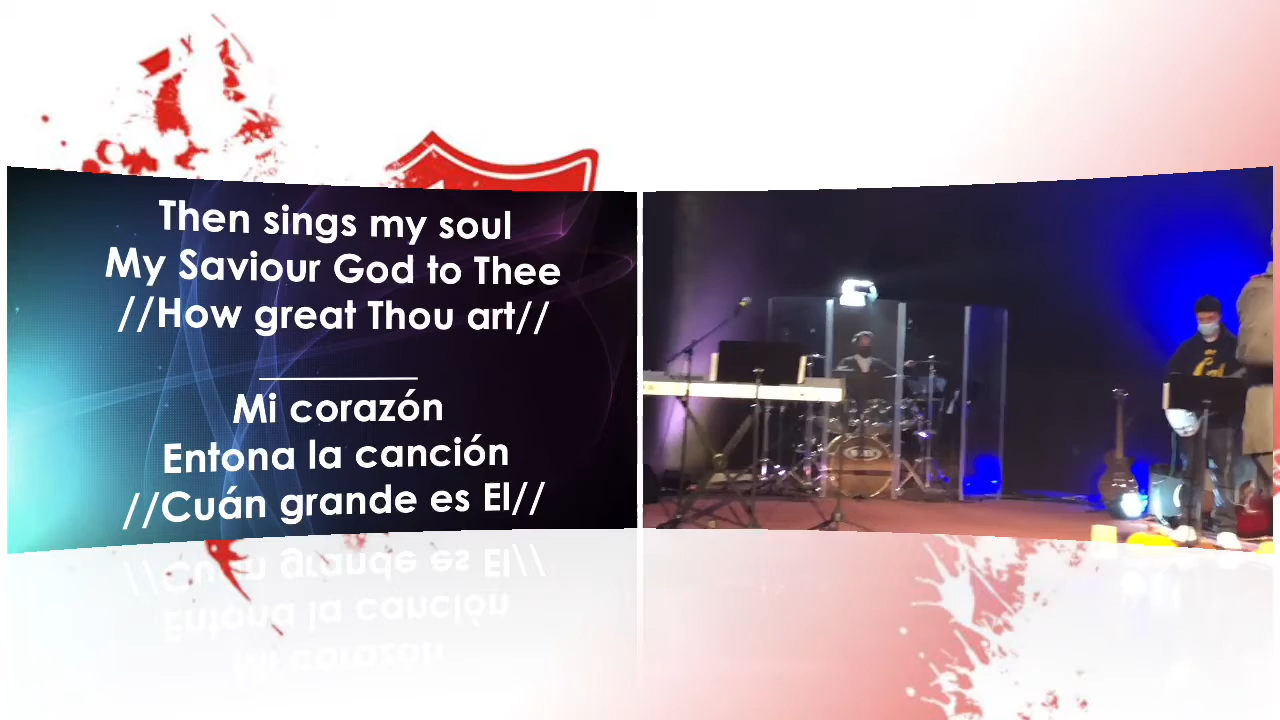 Then sings my soul
My Saviour God to Thee
//How great Thou art//
Mi corazón
Entona la canción
//Cuán grande es El//